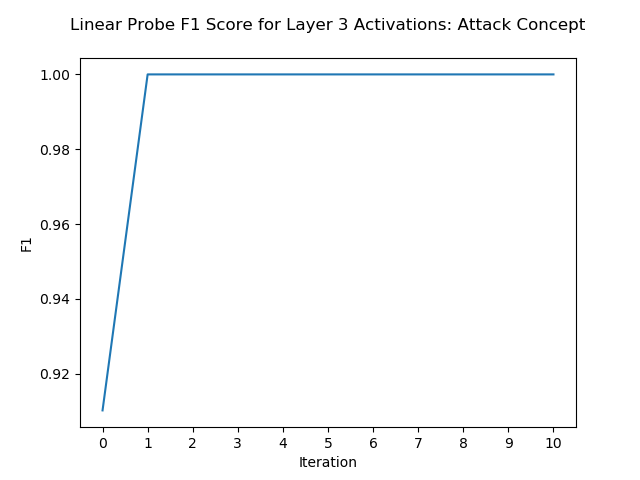 Linear Probe F1 Score for Layer 3 Activations: Attack Concept
1.00
0.98
0.96
0.94
0.92
F1
0 1 2 3 4 5 6 7 8 9 10
Iteration